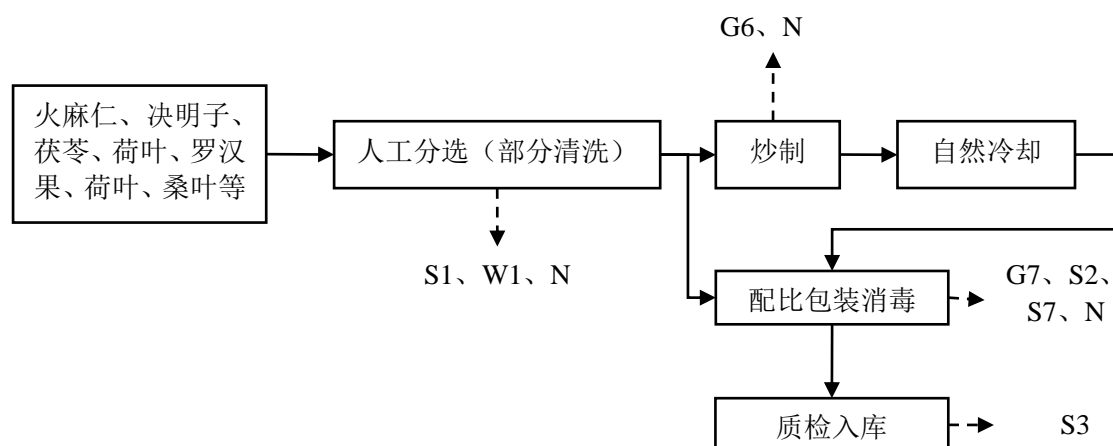 G6、N
火麻仁、决明子、
茯苓、荷叶、罗汉
果、荷叶、桑叶等
人工分选（部分清洗）
炒制
自然冷却
S1、W1、N
配比包装消毒
G7、S2、
S7、N
质检入库
S3